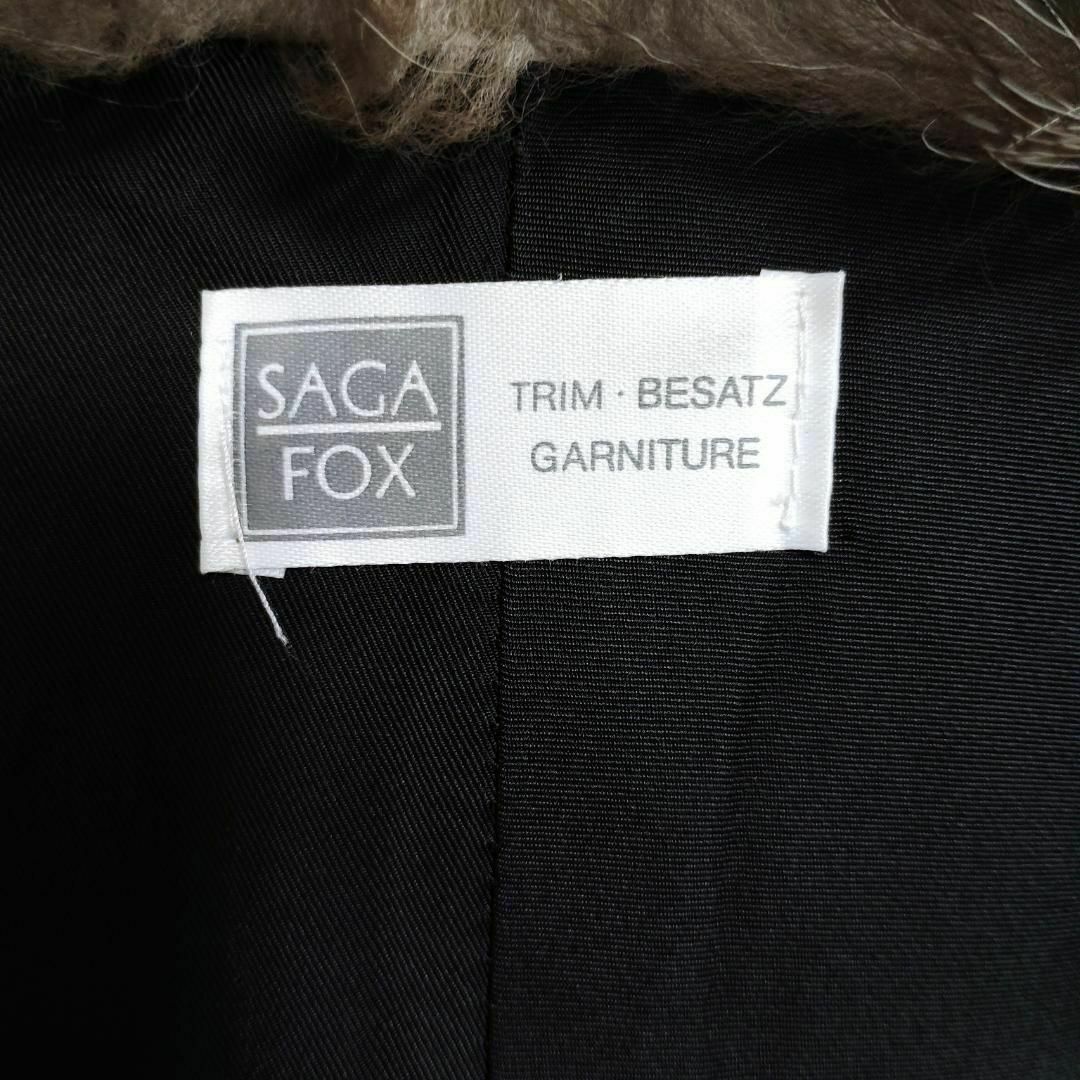 SAGA
FOX
TRIM · BESATZ
GARNITURE